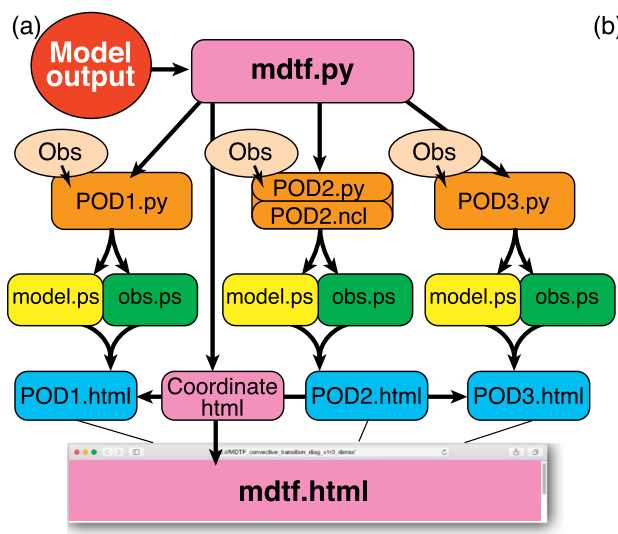 (a)
(b)
Model
output
mdtf.py
Obs
Obs
Obs
POD1.py
POD2.py
POD2.ncl
POD3.py
model.ps
obs.ps
model.ps
obs.ps
model.ps
obs.ps
POD1.html
Coordinate
html
POD2.html
POD3.html
/MDTF_convective_transition_diag_v1r0_demo/
mdtf.html